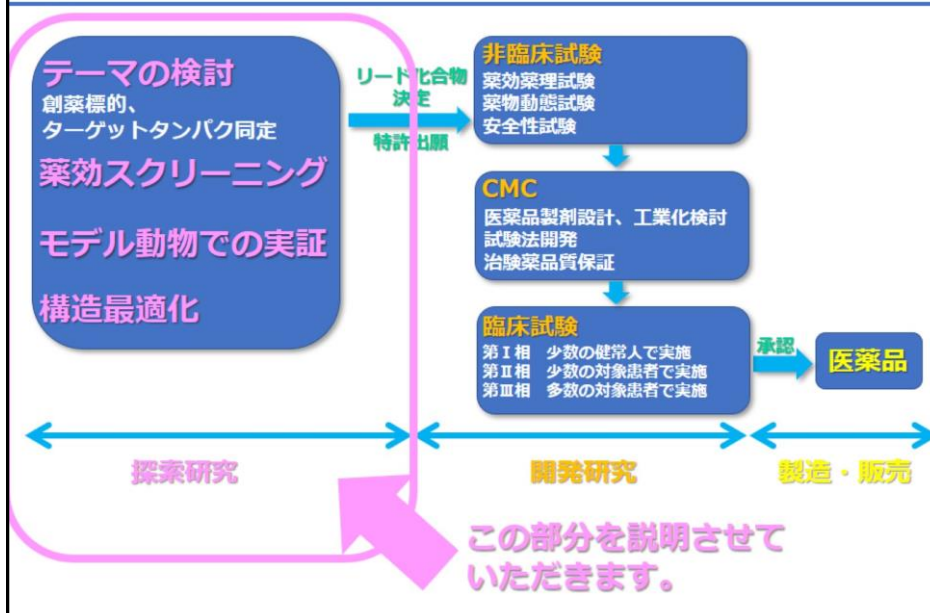 テーマの検討
創薬標的、
ターゲットタンパク同定
薬効スクリーニング
モデル動物での実証
構造最適化
リード化合物
決定
特許出願
非臨床試験
薬効薬理試験
薬物動態試験
安全性試験
CMC
医薬品製剤設計、工業化検討
試験法開発
治験薬品質保証
臨床試験
第Ⅰ相 少数の健常人で実施
第Ⅱ相 少数の対象患者で実施
第Ⅲ相 多数の対象患者で実施
承認
医薬品
探索研究
開発研究
製造・販売
この部分を説明させて
いただきます。